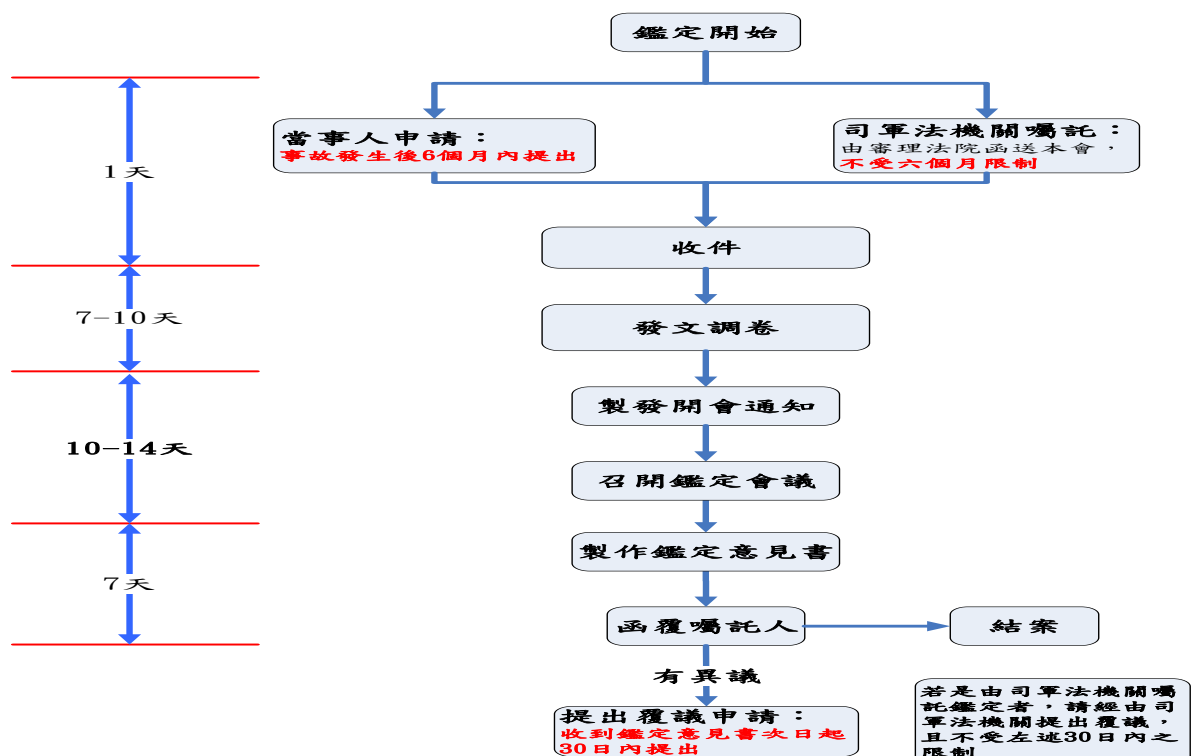 鑑定開始
當事人申請：
事故發生後6個月內提出
司軍法機關囑託：
由審理法院函送本會，
不受六個月限制
1天
收件
7-10天
發文調卷
製發開會通知
10-14天
召開鑑定會議
製作鑑定意見書
7天
函覆囑託人
結案
有異議
提出覆議申請：
收到鑑定意見書次日起
30日內提出
若是由司軍法機關囑
託鑑定者，請經由司
軍法機關提出覆議，
且不受左述30日內之
限制